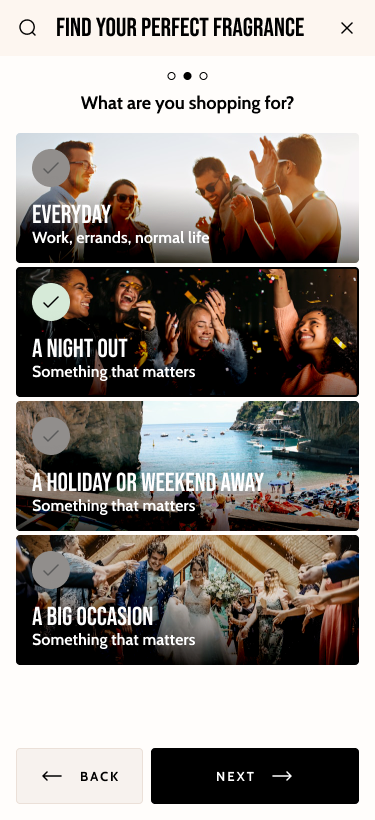 FIND YOUR PERFECT FRAGRANCE
What are you shopping for?
EVERYDAY
Work, errands, normal life
A NIGHT OUT
Something that matters
A HOLIDAY OR WEEKEND AWAY
Something that matters
A BIG OCCASION
Something that matters
BACK
NEXT